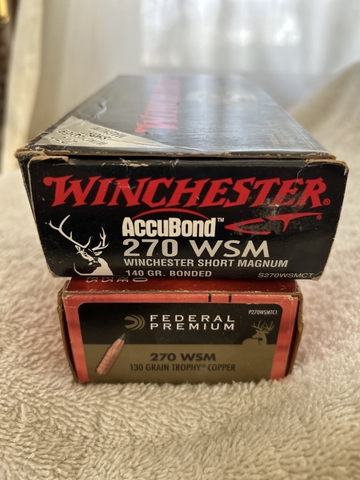 WINCHESTER
AccuBond™
270 WSM
WINCHESTER SHORT MAGNUM
140 GR. BONDED
S270WSMCT
FEDERAL
PREMIUM
P270WSMTC1
270 WSM
130 GRAIN TROPHY® COPPER